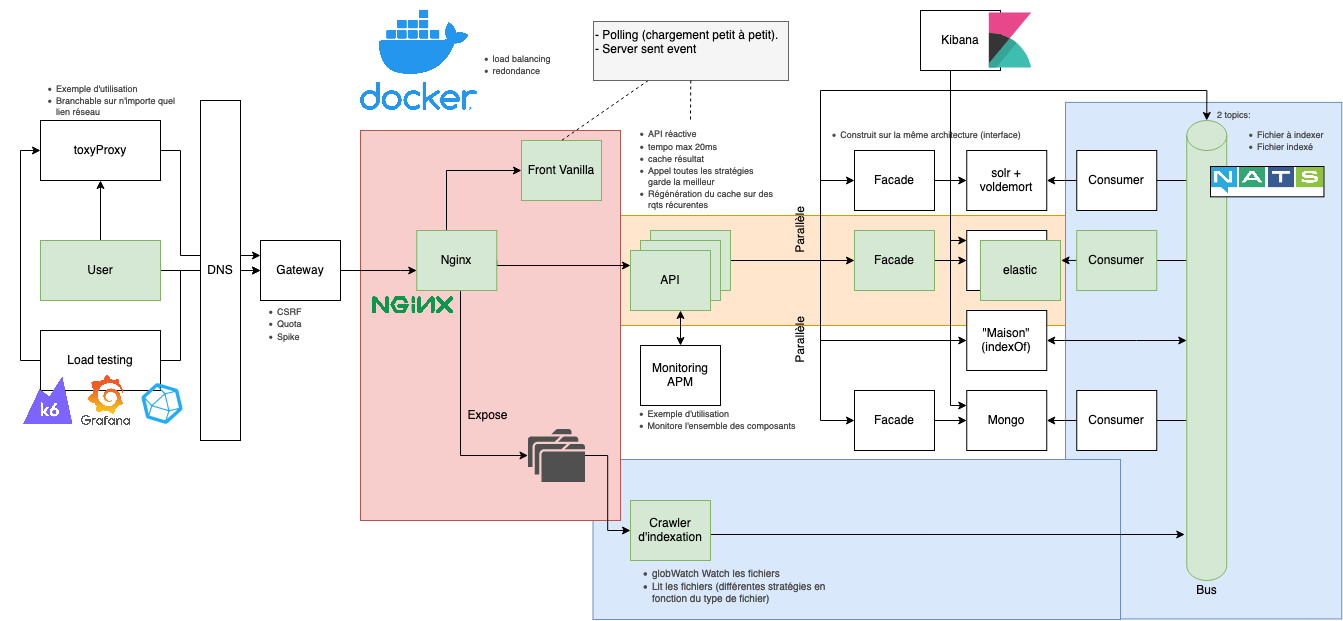 docker
load balancing
redondance
- Polling (chargement petit à petit).
- Server sent event
Kibana
Exemple d'utilisation
Branchable sur n'importe quel
lien réseau
toxyProxy
User
Load testing
k6
Grafana
DNS
Gateway
CSRF
Quota
Spike
Nginx
NGINX
Front Vanilla
Expose
API réactive
tempo max 20ms
cache résultat
Appel toutes les stratégies
garde la meilleur
Régénération du cache sur des
rqts récurentes
API
Monitoring
APM
Exemple d'utilisation
Monitore l'ensemble des composants
Parallèle
Parallèle
Construit sur la même architecture (interface)
Facade
solr +
voldemort
Consumer
Facade
elastic
Consumer
"Maison"
(indexOf)
Facade
Mongo
Consumer
2 topics:
Fichier à indexer
Fichier indexé
NATS
Bus
Crawler
d'indexation
globWatch Watch les fichiers
Lit les fichiers (différentes stratégies en
fonction du type de fichier)